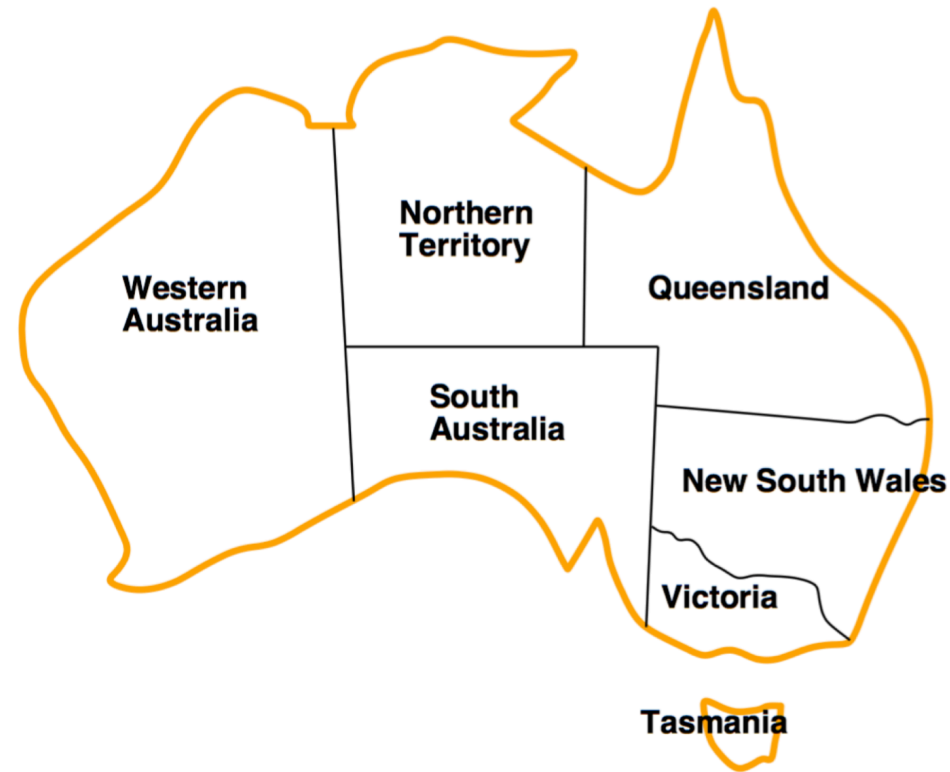 Northern
Territory
Western
Australia
Queensland
South
Australia
New South Wales
Victoria
Tasmania